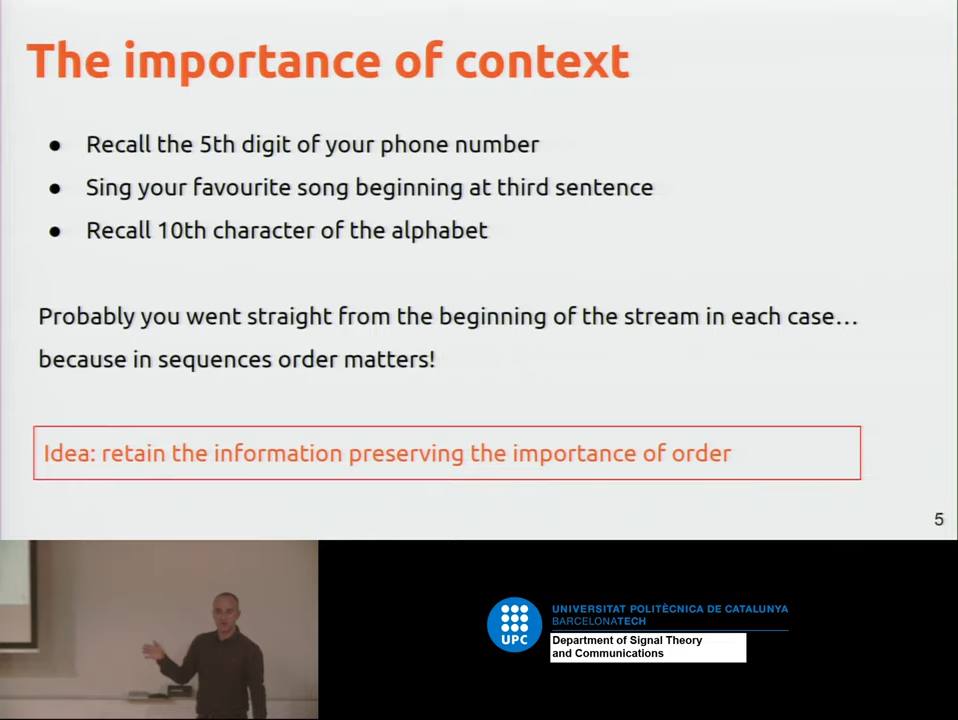 The importance of context
● Recall the 5th digit of your phone number
● Sing your favourite song beginning at third sentence
● Recall 10th character of the alphabet
Probably you went straight from the beginning of the stream in each case…
because in sequences order matters!
Idea: retain the information preserving the importance of order
5
UPC
UNIVERSITAT POLITÈCNICA DE CATALUNYA
BARCELONATECH
Department of Signal Theory
and Communications